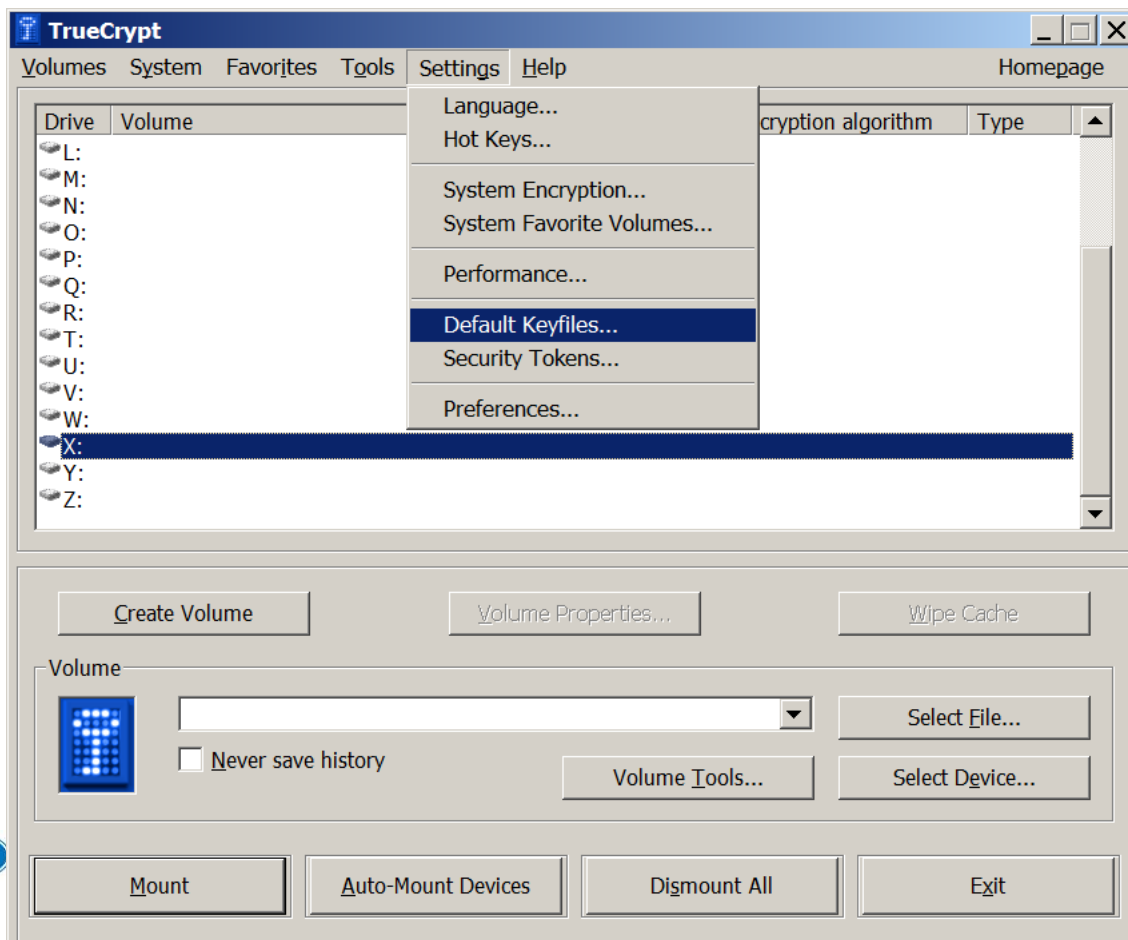 TrueCrypt
Volumes System Favorites Tools Settings Help Homepage
Language...
Hot Keys...
System Encryption...
System Favorite Volumes...
Performance...
Default Keyfiles...
Security Tokens...
Preferences...
Drive Volume cryption algorithm Type
L:
M:
N:
O:
P:
Q:
R:
T:
U:
V:
W:
X:
Y:
Z:
Create Volume Volume Properties... Wipe Cache
Volume
Select File...
Never save history
Volume Tools... Select Device...
Mount Auto-Mount Devices Dismount All Exit